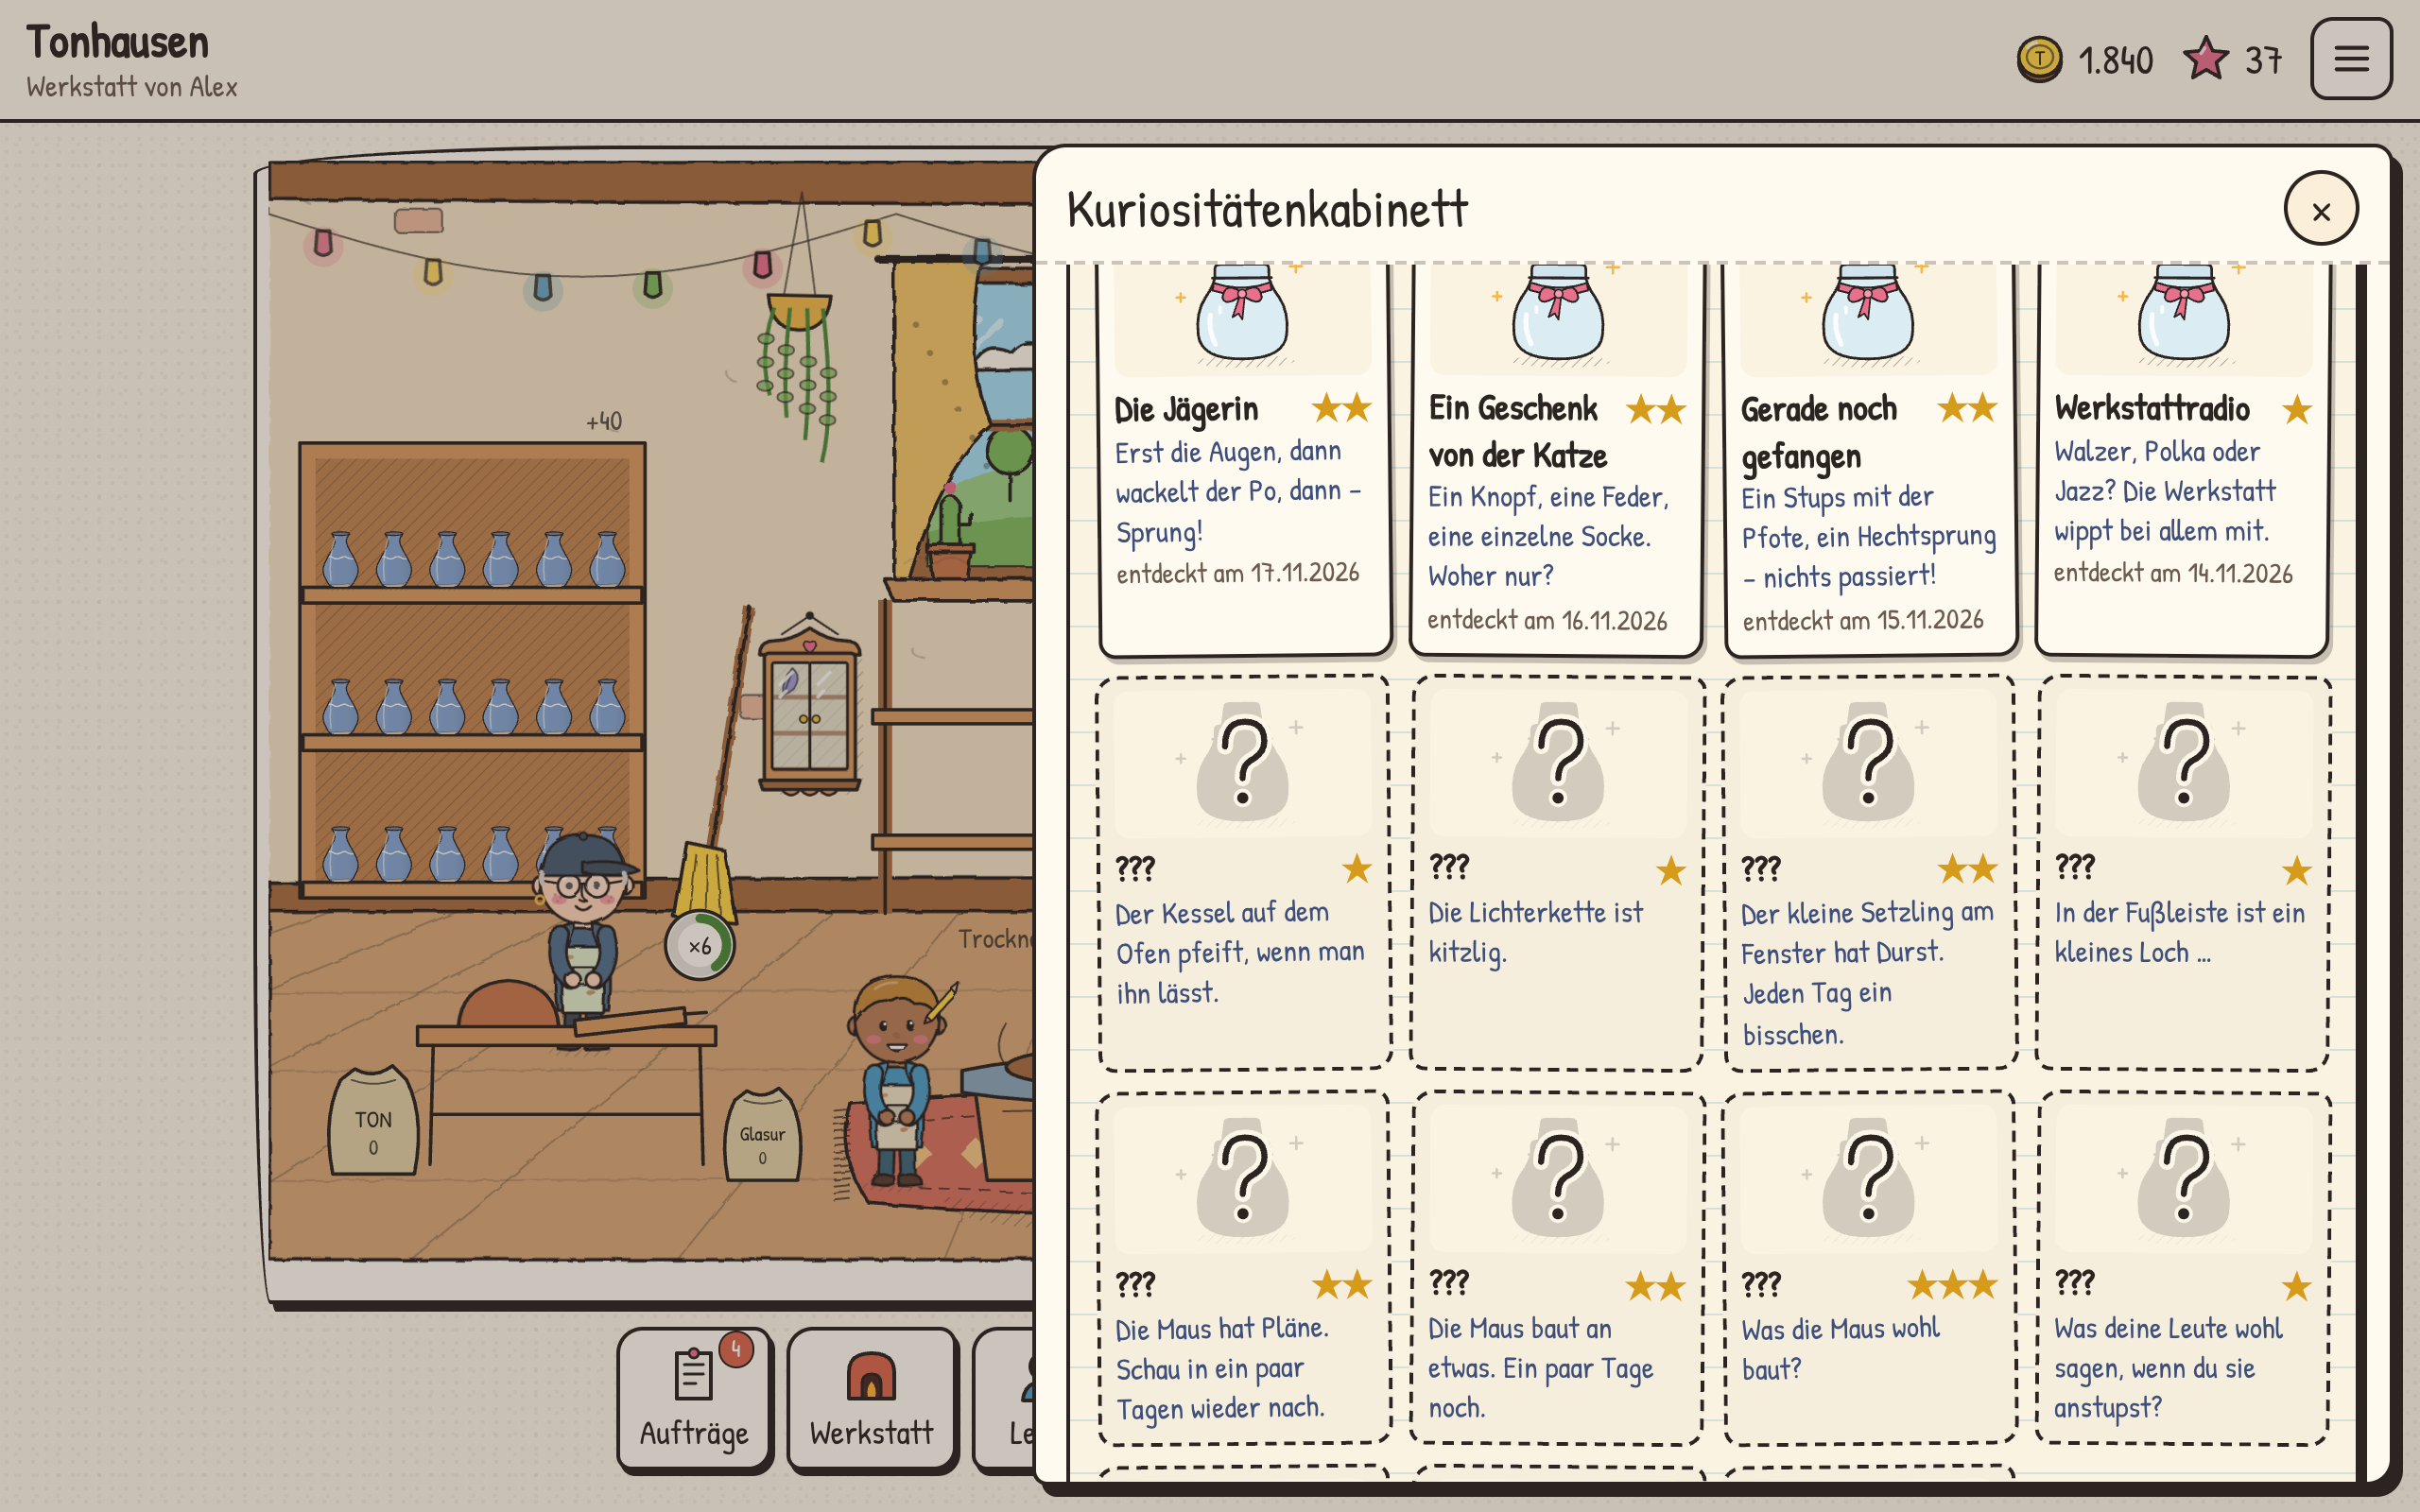 Tonhausen
Werkstatt von Alex
T
1.840
37
Kuriositätenkabinett
×
+40
Die Jägerin
Erst die Augen, dann
wackelt der Po, dann –
Sprung!
entdeckt am 17.11.2026
Ein Geschenk
von der Katze
Ein Knopf, eine Feder,
eine einzelne Socke.
Woher nur?
entdeckt am 16.11.2026
Gerade noch
gefangen
Ein Stups mit der
Pfote, ein Hechtsprung
– nichts passiert!
entdeckt am 15.11.2026
Werkstattradio
Walzer, Polka oder
Jazz? Die Werkstatt
wippt bei allem mit.
entdeckt am 14.11.2026
?
???
Der Kessel auf dem
Ofen pfeift, wenn man
ihn lässt.
?
???
Die Lichterkette ist
kitzlig.
?
???
Der kleine Setzling am
Fenster hat Durst.
Jeden Tag ein
bisschen.
?
???
In der Fußleiste ist ein
kleines Loch …
?
???
Die Maus hat Pläne.
Schau in ein paar
Tagen wieder nach.
?
???
Die Maus baut an
etwas. Ein paar Tage
noch.
?
???
Was die Maus wohl
baut?
?
???
Was deine Leute wohl
sagen, wenn du sie
anstupst?
×6
TON
0
Glasur
0
4
Aufträge
Werkstatt